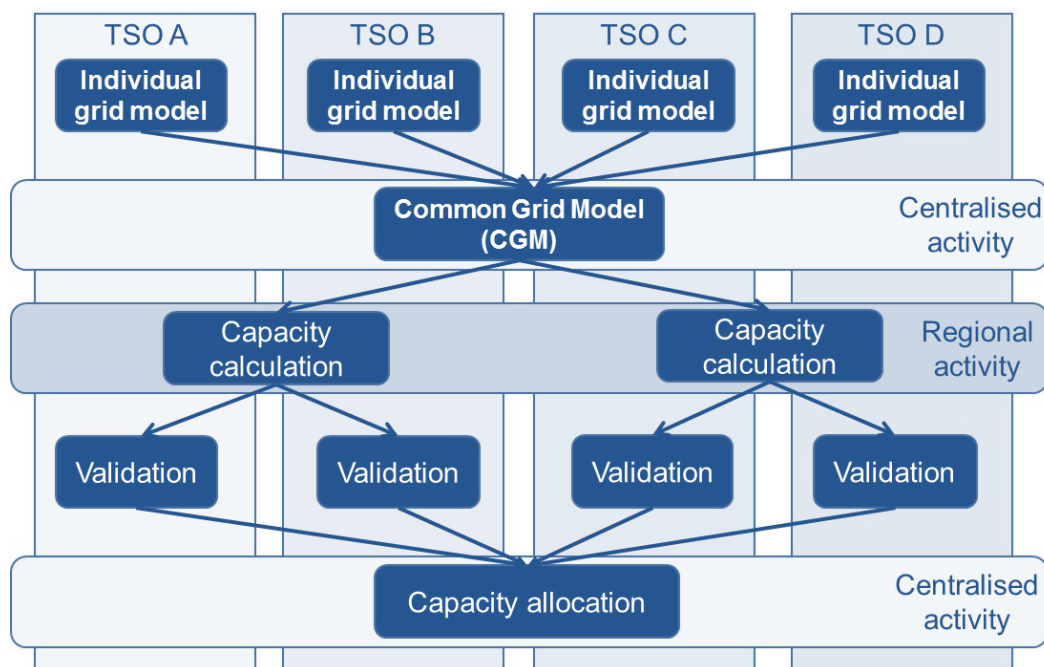 TSO A
TSO B
TSO C
TSO D
Individual
grid model
Individual
grid model
Individual
grid model
Individual
grid model
Common Grid Model
(CGM)
Centralised
activity
Capacity
calculation
Capacity
calculation
Regional
activity
Validation
Validation
Validation
Validation
Capacity allocation
Centralised
activity